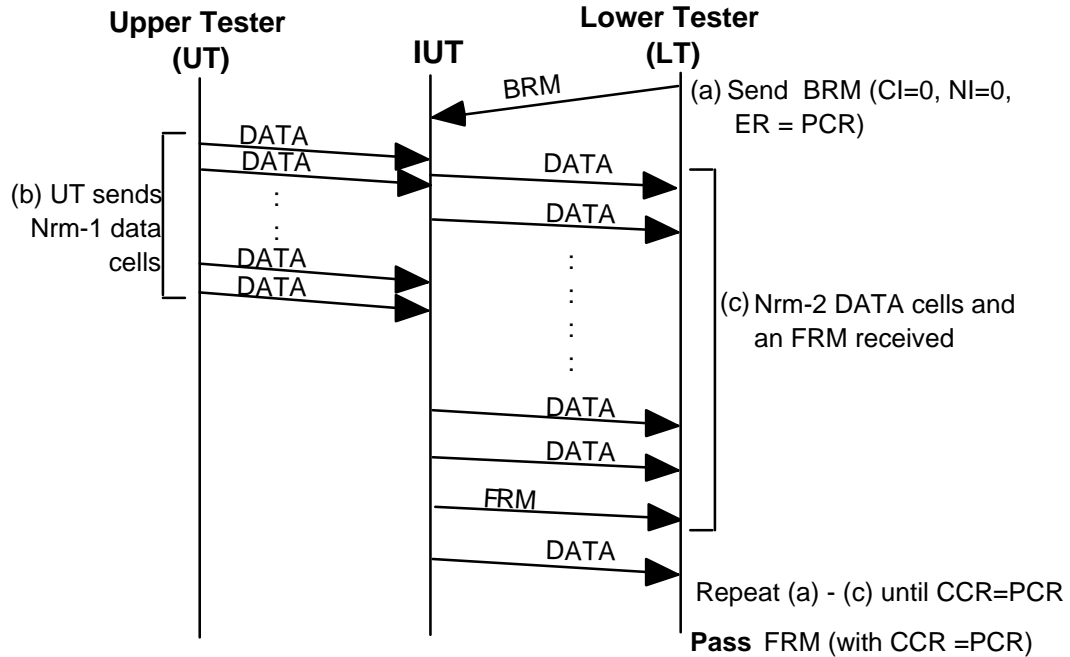 Upper Tester
(UT)
IUT
Lower Tester
(LT)
BRM
(a) Send BRM (CI=0, NI=0,
ER = PCR)
DATA
DATA
DATA
(b) UT sends
Nrm-1 data
cells
:
:
DATA
DATA
DATA
:
:
:
:
(c) Nrm-2 DATA cells and
an FRM received
DATA
DATA
FRM
DATA
Repeat (a) - (c) until CCR=PCR
Pass FRM (with CCR =PCR)